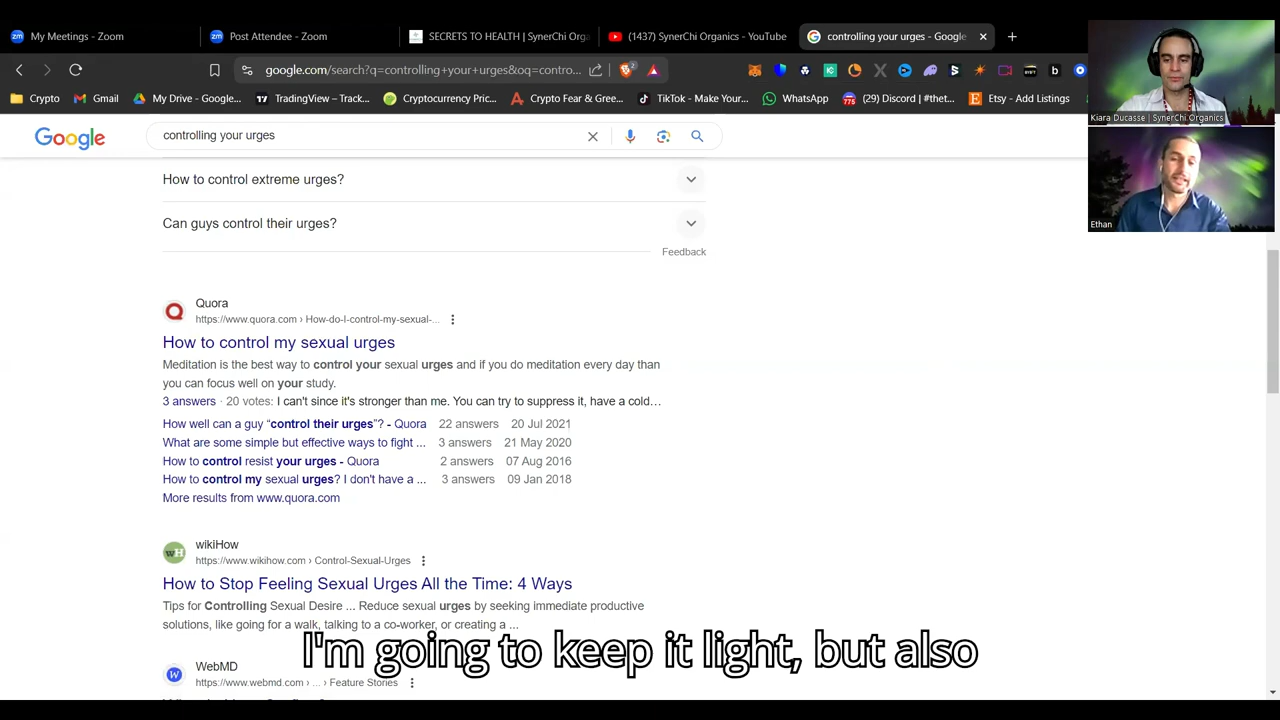 My Meetings - Zoom
Post Attendee - Zoom
SECRETS TO HEALTH | SynerChi Orga
(1437) SynerChi Organics - YouTube
controlling your urges - Google
google.com/search?q=controlling+your+urges&oq=contro...
2
Crypto
Gmail
My Drive - Google...
TradingView – Track...
Cryptocurrency Pric...
Crypto Fear & Gree...
TikTok - Make Your...
WhatsApp
(29) Discord | #thet...
Etsy - Add Listings
Kiara Ducasse | SynerChi Organics
Ethan
Google
controlling your urges
How to control extreme urges?
Can guys control their urges?
Feedback
Quora
https://www.quora.com › How-do-I-control-my-sexual-...
How to control my sexual urges
Meditation is the best way to control your sexual urges and if you do meditation every day than
you can focus well on your study.
3 answers · 20 votes: I can't since it's stronger than me. You can try to suppress it, have a cold…
How well can a guy “control their urges”? - Quora 22 answers 20 Jul 2021
What are some simple but effective ways to fight ... 3 answers 21 May 2020
How to control resist your urges - Quora 2 answers 07 Aug 2016
How to control my sexual urges? I don't have a ... 3 answers 09 Jan 2018
More results from www.quora.com
wikiHow
https://www.wikihow.com › Control-Sexual-Urges
How to Stop Feeling Sexual Urges All the Time: 4 Ways
Tips for Controlling Sexual Desire ... Reduce sexual urges by seeking immediate productive
solutions, like going for a walk, talking to a co-worker, or creating a ...
I'm going to keep it light, but also
WebMD
https://www.webmd.com › ... › Feature Stories